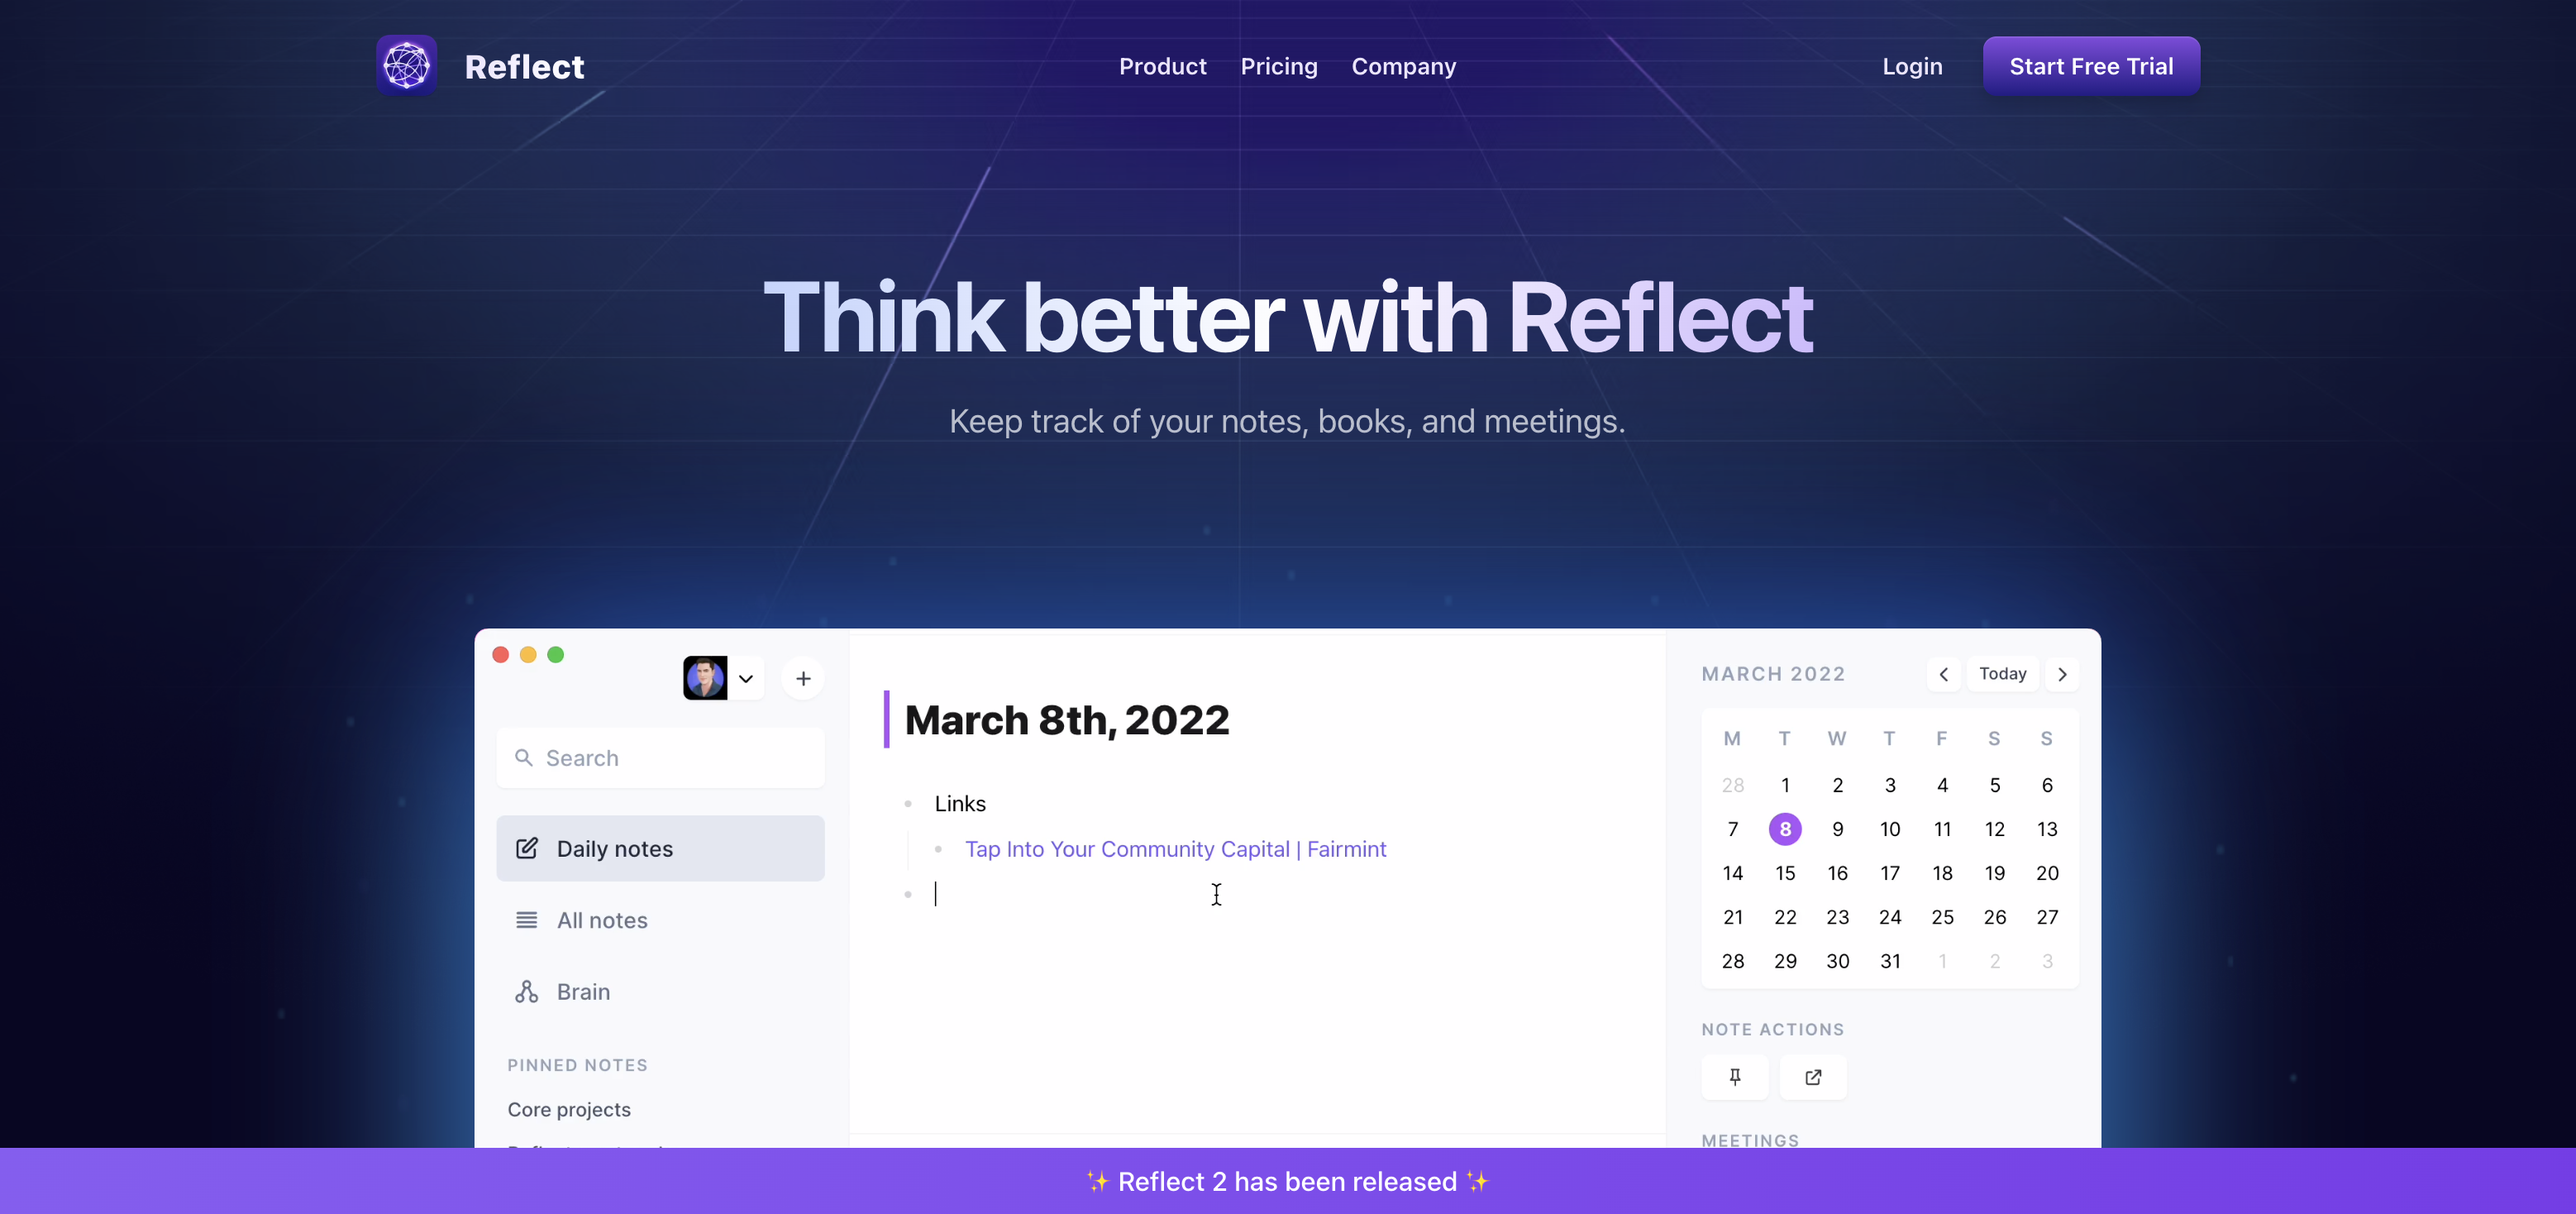 Reflect
Product Pricing Company
Login
Start Free Trial
Think better with Reflect
Keep track of your notes, books, and meetings.
Search
Daily notes
All notes
Brain
PINNED NOTES
Core projects
March 8th, 2022
Links
Tap Into Your Community Capital | Fairmint
MARCH 2022
Today
M T W T F S S
28 1 2 3 4 5 6
7 8 9 10 11 12 13
14 15 16 17 18 19 20
21 22 23 24 25 26 27
28 29 30 31 1 2 3
NOTE ACTIONS
MEETINGS
✨ Reflect 2 has been released ✨